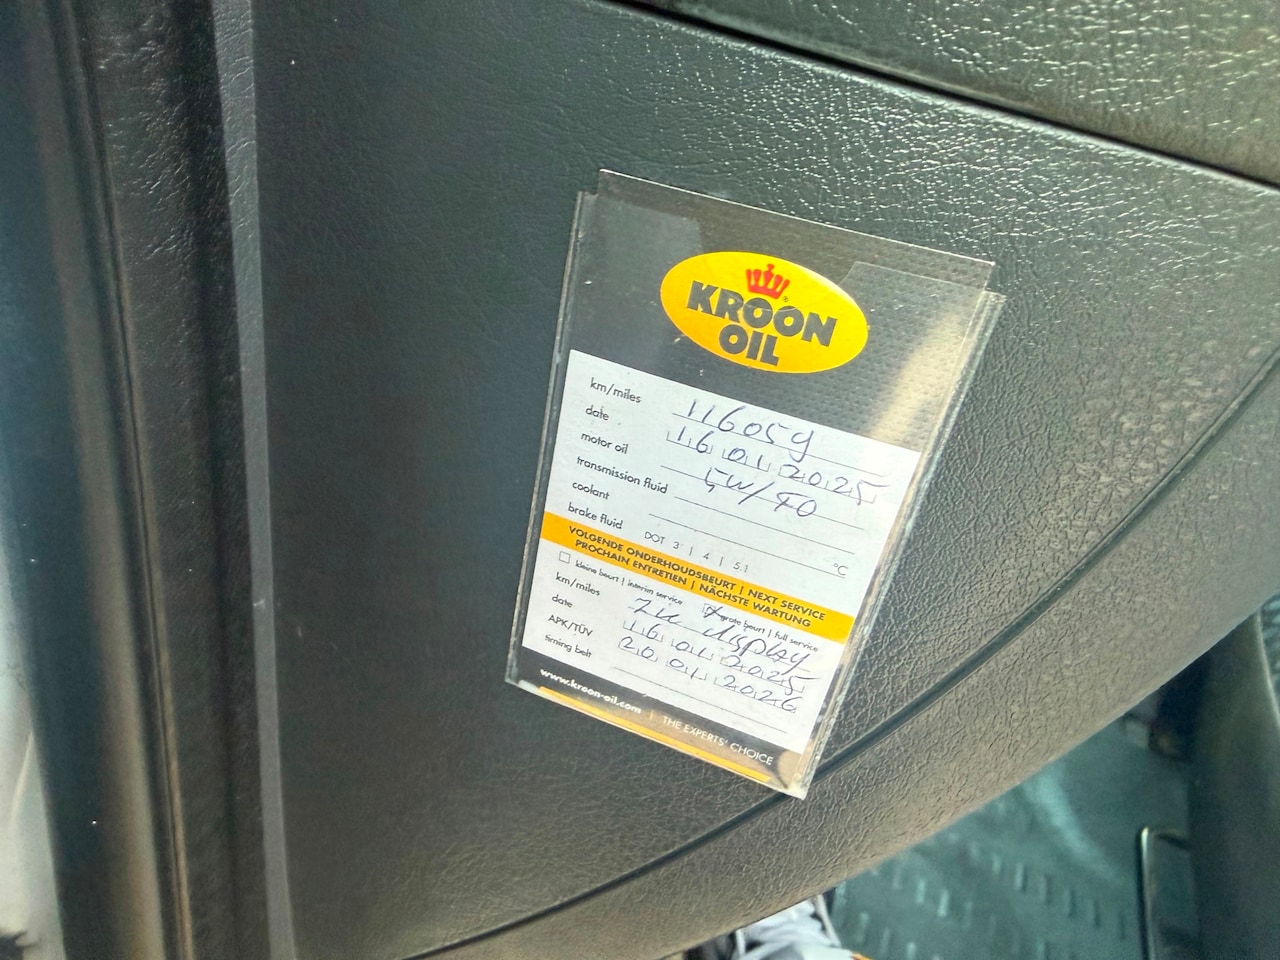 KROON
OIL
km/miles 116059
date 16 01 2025
motor oil 5W/40
transmission fluid
coolant °C
brake fluid DOT 3 | 4 | 5.1
VOLGENDE ONDERHOUDSBEURT | NEXT SERVICE
PROCHAIN ENTRETIEN | NÄCHSTE WARTUNG
kleine beurt | interim service grote beurt | full service
km/miles Zie display
date 16 01 2025
APK/TÜV 20 01 2026
timing belt
www.kroon-oil.com | THE EXPERTS' CHOICE